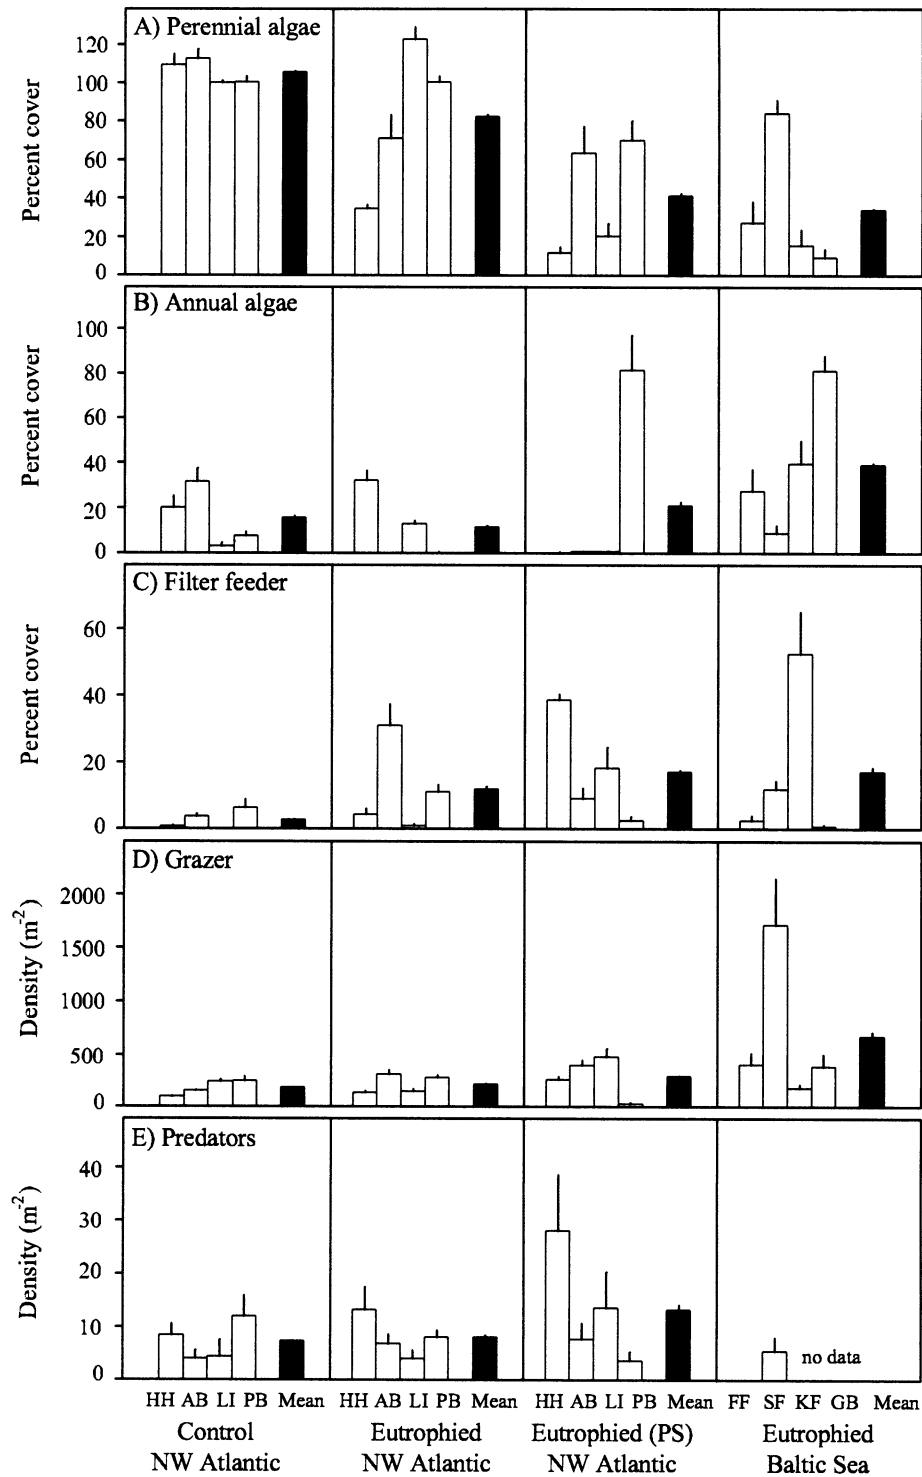 A) Perennial algae
Percent cover
120
100
80
60
40
20
0
B) Annual algae
Percent cover
100
80
60
40
20
0
C) Filter feeder
Percent cover
60
40
20
0
D) Grazer
Density (m⁻²)
2000
1500
1000
500
0
E) Predators
Density (m⁻²)
40
30
20
10
0
no data
HH AB LI PB Mean HH AB LI PB Mean HH AB LI PB Mean FF SF KF GB Mean
Control Eutrophied Eutrophied (PS) Eutrophied
NW Atlantic NW Atlantic NW Atlantic Baltic Sea